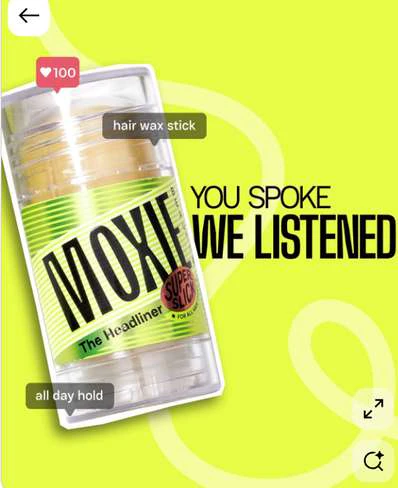 100
hair wax stick
YOU SPOKE
WE LISTENED
MOXIE
SUPER
SLICK
The Headliner
all day hold